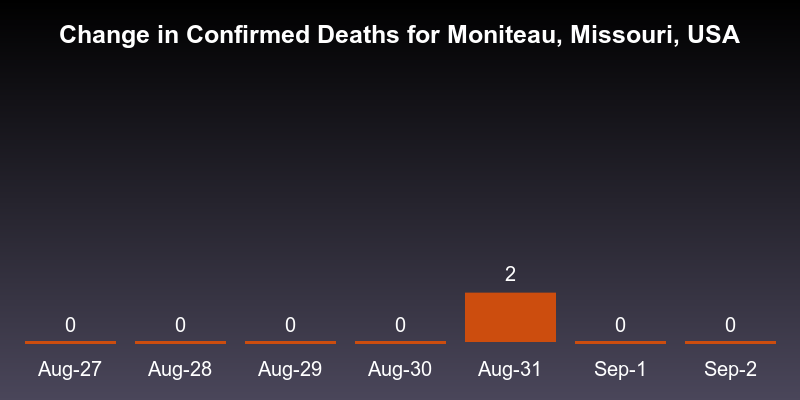 Change in Confirmed Deaths for Moniteau, Missouri, USA
2
0 0 0 0 0 0
Aug-27 Aug-28 Aug-29 Aug-30 Aug-31 Sep-1 Sep-2